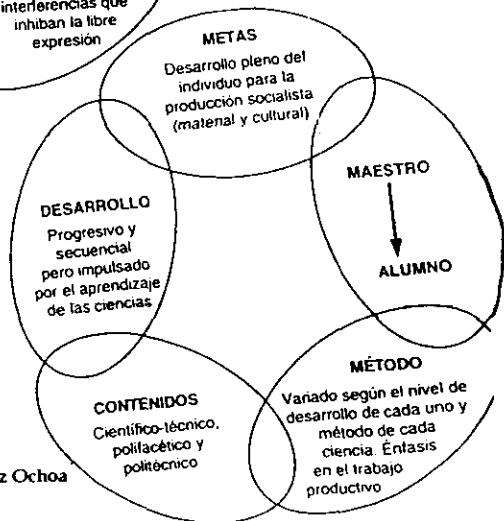 interferencias que
inhiban la libre
expresión
METAS
Desarrollo pleno del
individuo para la
producción socialista
(material y cultural)
MAESTRO
ALUMNO
DESARROLLO
Progresivo y
secuencial
pero impulsado
por el aprendizaje
de las ciencias
MÉTODO
Variado según el nivel de
desarrollo de cada uno y
método de cada
ciencia. Énfasis
en el trabajo
productivo
CONTENIDOS
Científico-técnico,
polifacético y
politécnico
z Ochoa